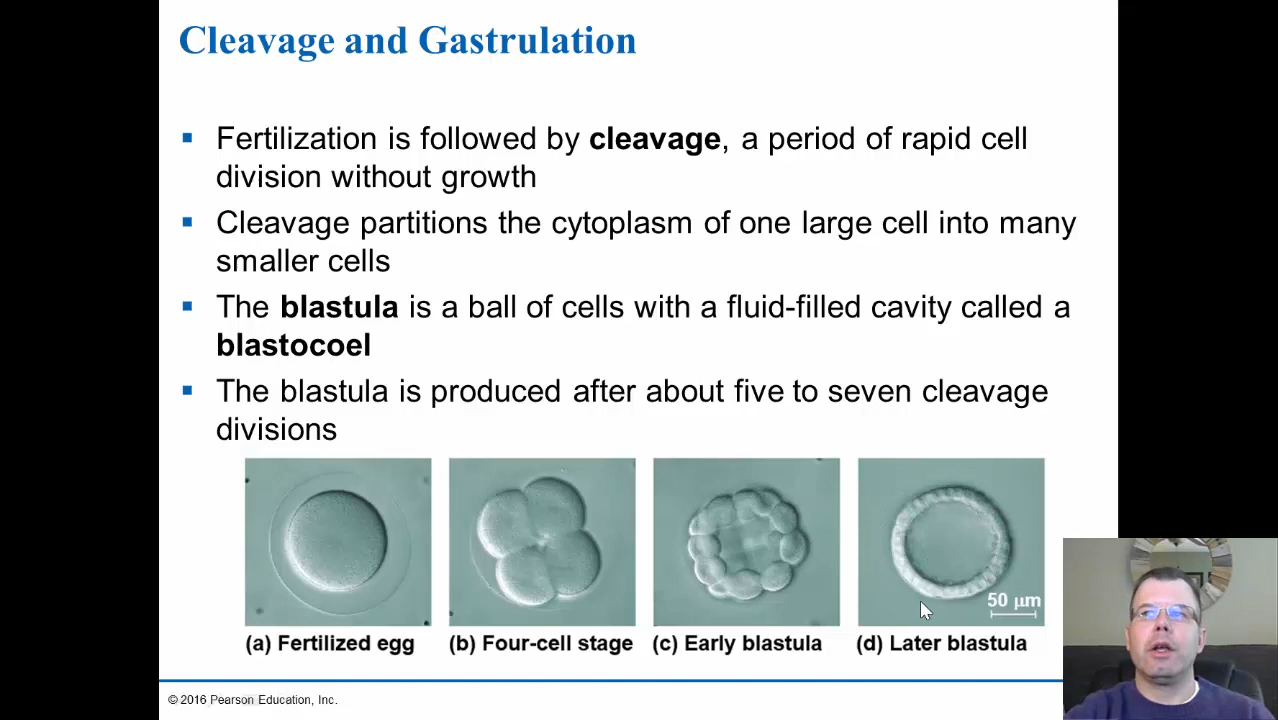 Cleavage and Gastrulation
Fertilization is followed by cleavage, a period of rapid cell
division without growth
Cleavage partitions the cytoplasm of one large cell into many
smaller cells
The blastula is a ball of cells with a fluid-filled cavity called a
blastocoel
The blastula is produced after about five to seven cleavage
divisions
50 μm
(a) Fertilized egg (b) Four-cell stage (c) Early blastula (d) Later blastula
© 2016 Pearson Education, Inc.